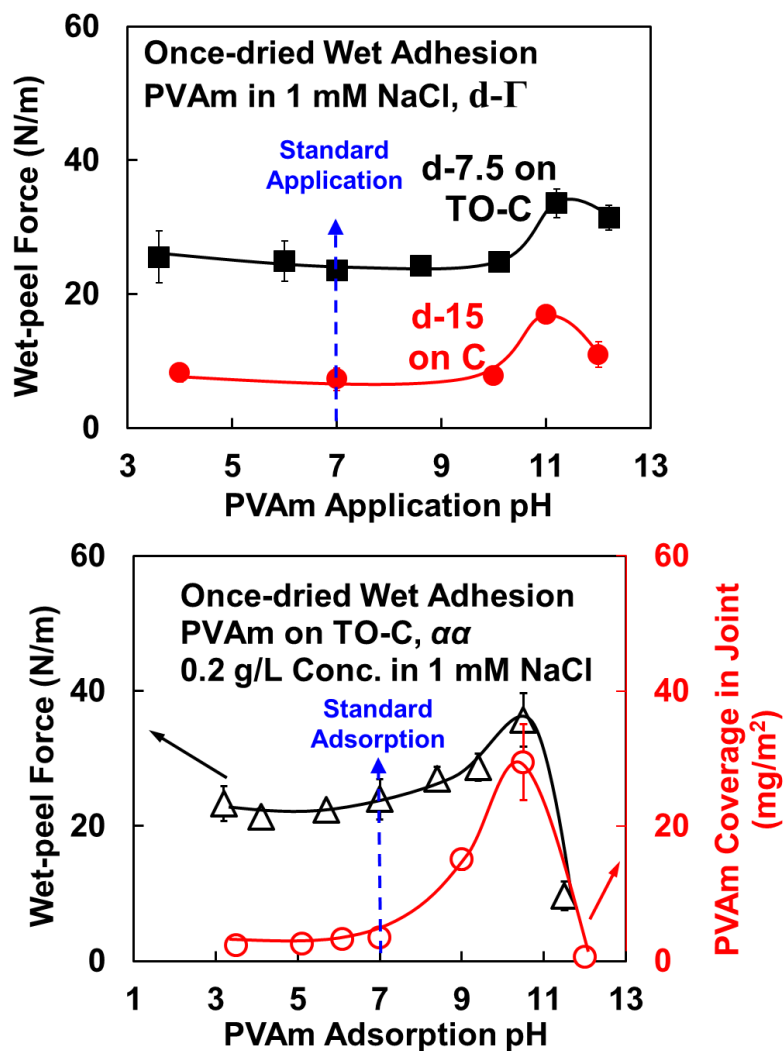 60
40
20
0
Wet-peel Force (N/m)
Once-dried Wet Adhesion
PVAm in 1 mM NaCl, d-Γ
Standard
Application
d-7.5 on
TO-C
d-15
on C
3 5 7 9 11 13
PVAm Application pH
60
40
20
0
Wet-peel Force (N/m)
Once-dried Wet Adhesion
PVAm on TO-C, αα
0.2 g/L Conc. in 1 mM NaCl
Standard
Adsorption
60
40
20
0
PVAm Coverage in Joint
(mg/m²)
1 3 5 7 9 11 13
PVAm Adsorption pH